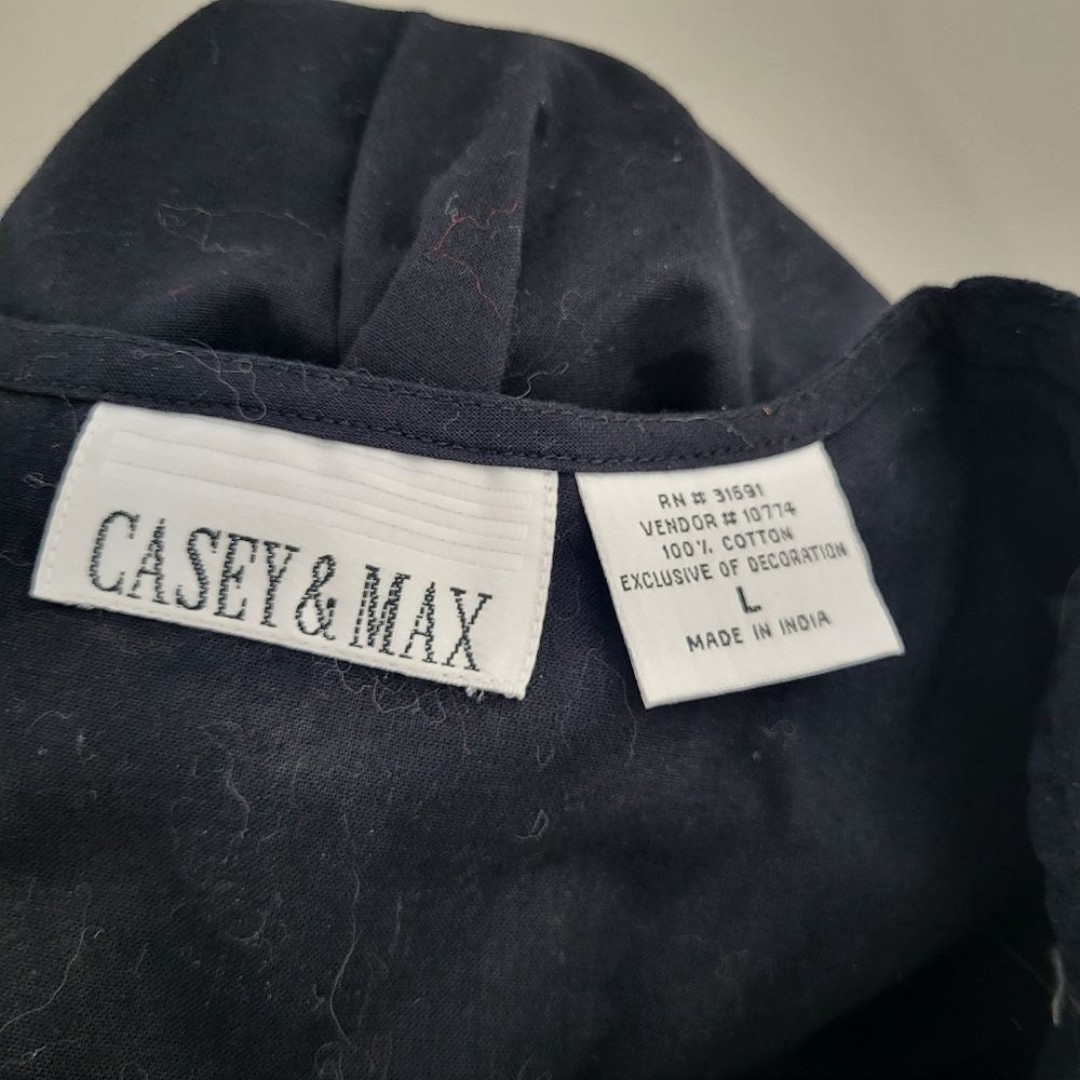 CASEY & MAX
RN # 31691
VENDOR # 10774
100% COTTON
EXCLUSIVE OF DECORATION
L
MADE IN INDIA